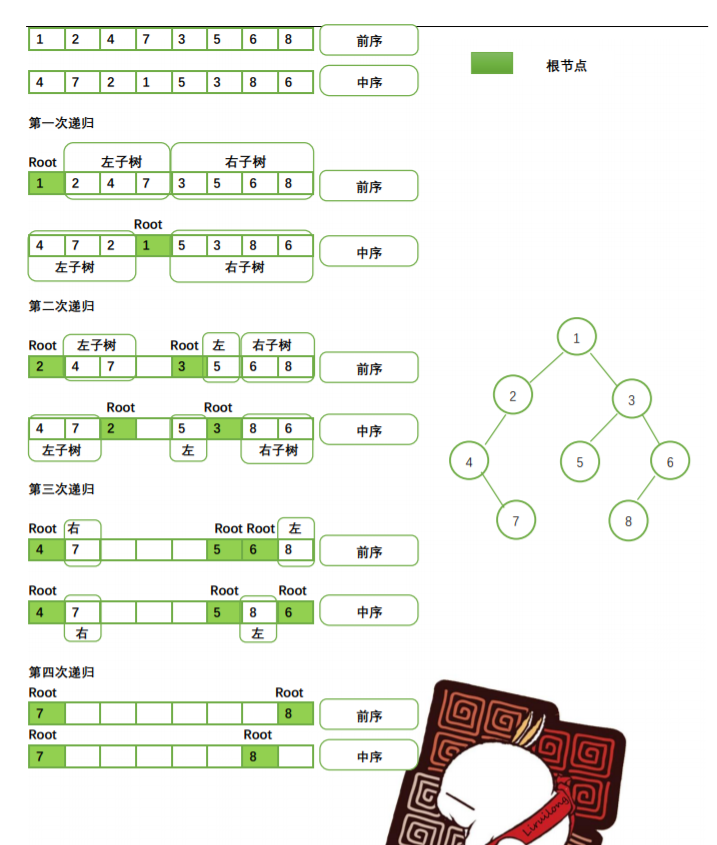 1 2 4 7 3 5 6 8 前序
根节点
4 7 2 1 5 3 8 6 中序
第一次递归
Root 左子树 右子树
1 2 4 7 3 5 6 8 前序
Root
4 7 2 1 5 3 8 6 中序
左子树 右子树
第二次递归
Root 左子树 Root 左 右子树
2 4 7 3 5 6 8 前序
Root Root
4 7 2 5 3 8 6 中序
左子树 左 右子树
第三次递归
Root 右 Root Root 左
4 7 5 6 8 前序
Root Root Root
4 7 5 8 6 中序
右 左
第四次递归
Root Root
7 8 前序
Root Root
7 8 中序
1
2 3
4 5 6
7 8
Liruilong